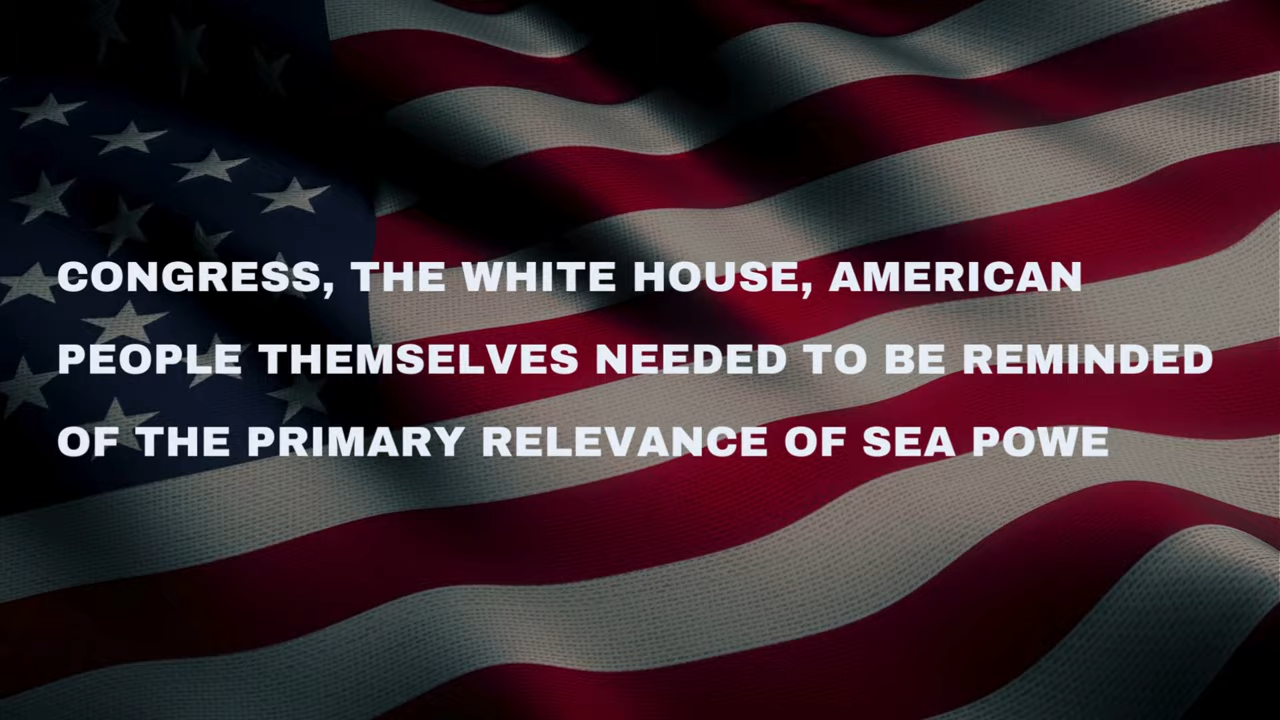 CONGRESS, THE WHITE HOUSE, AMERICAN
PEOPLE THEMSELVES NEEDED TO BE REMINDED
OF THE PRIMARY RELEVANCE OF SEA POWE